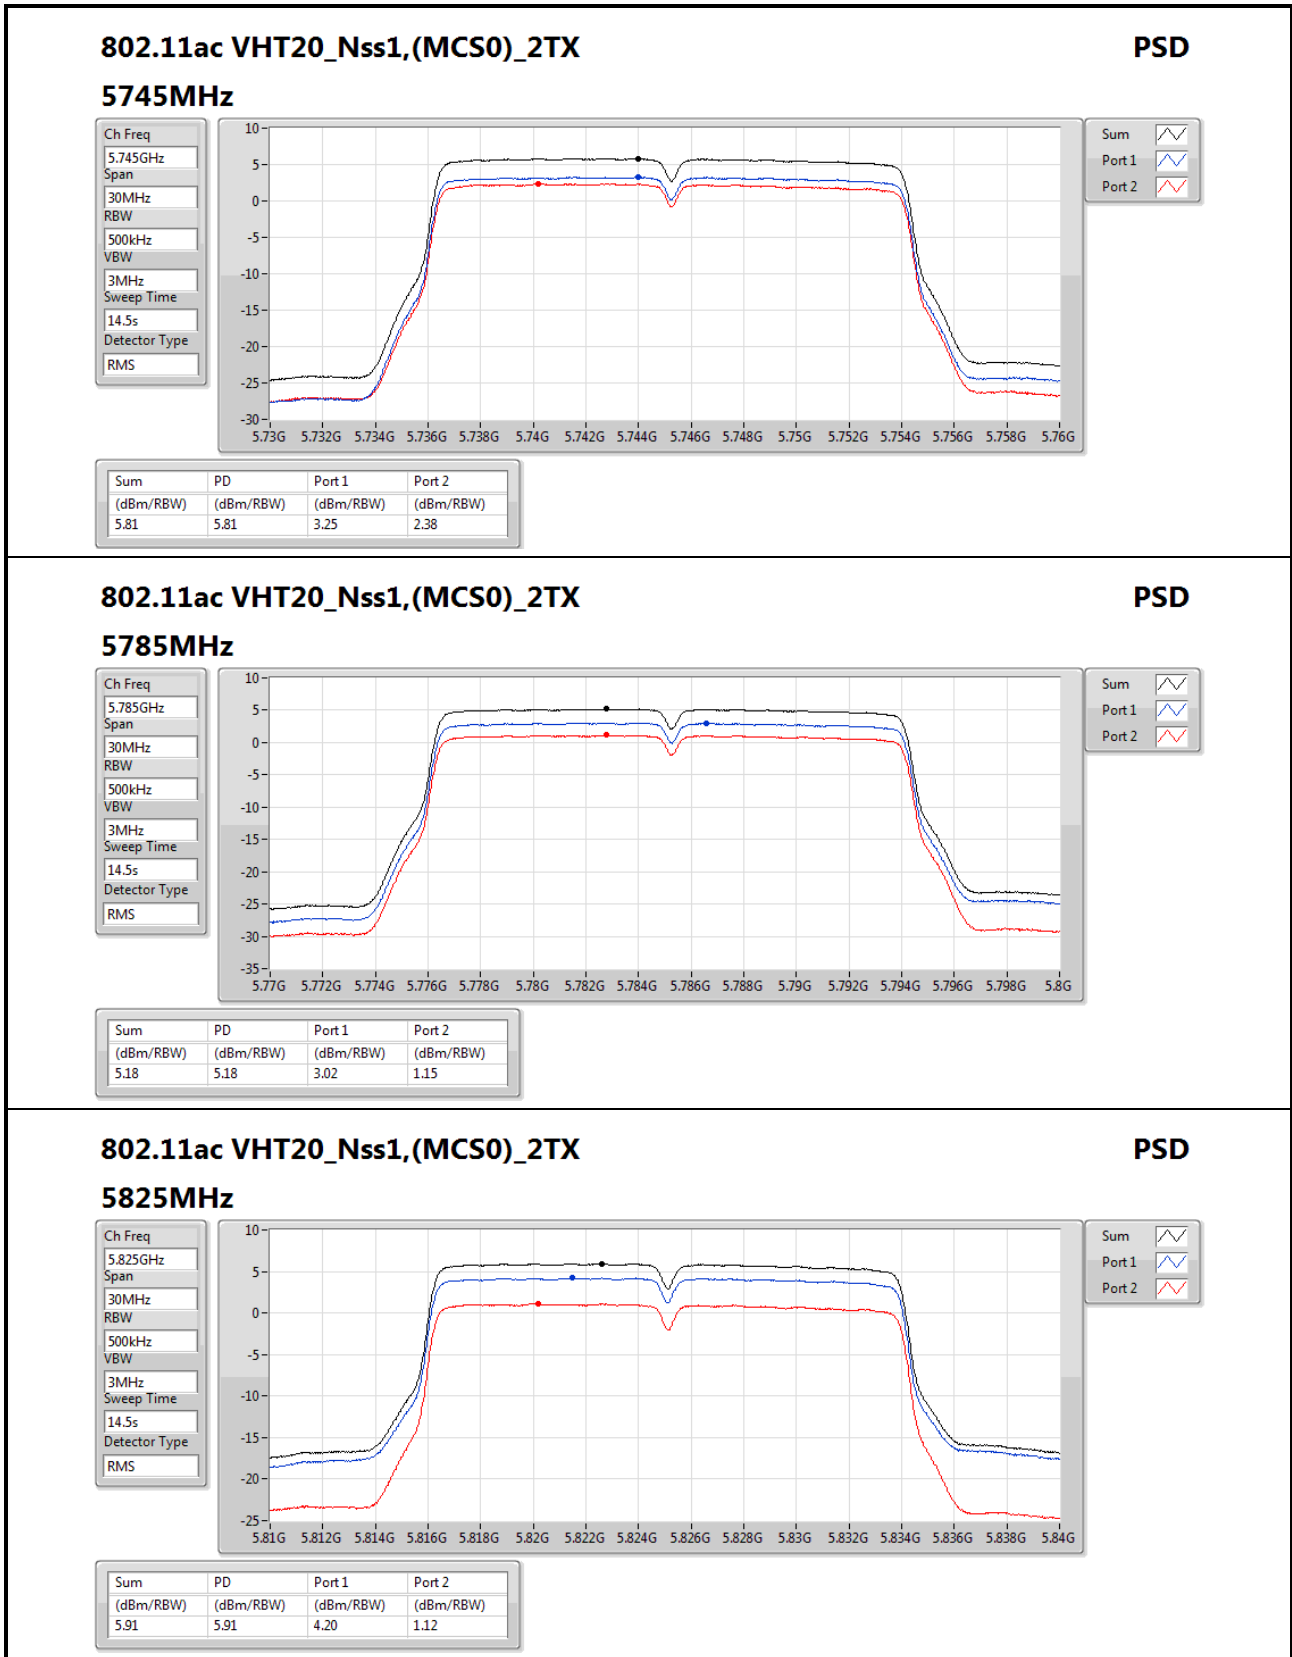 802.11ac VHT20_Nss1,(MCS0)_2TX PSD
5745MHz
Ch Freq
5.745GHz
Span
30MHz
RBW
500kHz
VBW
3MHz
Sweep Time
14.5s
Detector Type
RMS
10
5
0
-5
-10
-15
-20
-25
-30
5.73G 5.732G 5.734G 5.736G 5.738G 5.74G 5.742G 5.744G 5.746G 5.748G 5.75G 5.752G 5.754G 5.756G 5.758G 5.76G
Sum
Port 1
Port 2
Sum PD Port 1 Port 2
(dBm/RBW) (dBm/RBW) (dBm/RBW) (dBm/RBW)
5.81 5.81 3.25 2.38
802.11ac VHT20_Nss1,(MCS0)_2TX PSD
5785MHz
Ch Freq
5.785GHz
Span
30MHz
RBW
500kHz
VBW
3MHz
Sweep Time
14.5s
Detector Type
RMS
10
5
0
-5
-10
-15
-20
-25
-30
-35
5.77G 5.772G 5.774G 5.776G 5.778G 5.78G 5.782G 5.784G 5.786G 5.788G 5.79G 5.792G 5.794G 5.796G 5.798G 5.8G
Sum
Port 1
Port 2
Sum PD Port 1 Port 2
(dBm/RBW) (dBm/RBW) (dBm/RBW) (dBm/RBW)
5.18 5.18 3.02 1.15
802.11ac VHT20_Nss1,(MCS0)_2TX PSD
5825MHz
Ch Freq
5.825GHz
Span
30MHz
RBW
500kHz
VBW
3MHz
Sweep Time
14.5s
Detector Type
RMS
10
5
0
-5
-10
-15
-20
-25
5.81G 5.812G 5.814G 5.816G 5.818G 5.82G 5.822G 5.824G 5.826G 5.828G 5.83G 5.832G 5.834G 5.836G 5.838G 5.84G
Sum
Port 1
Port 2
Sum PD Port 1 Port 2
(dBm/RBW) (dBm/RBW) (dBm/RBW) (dBm/RBW)
5.91 5.91 4.20 1.12